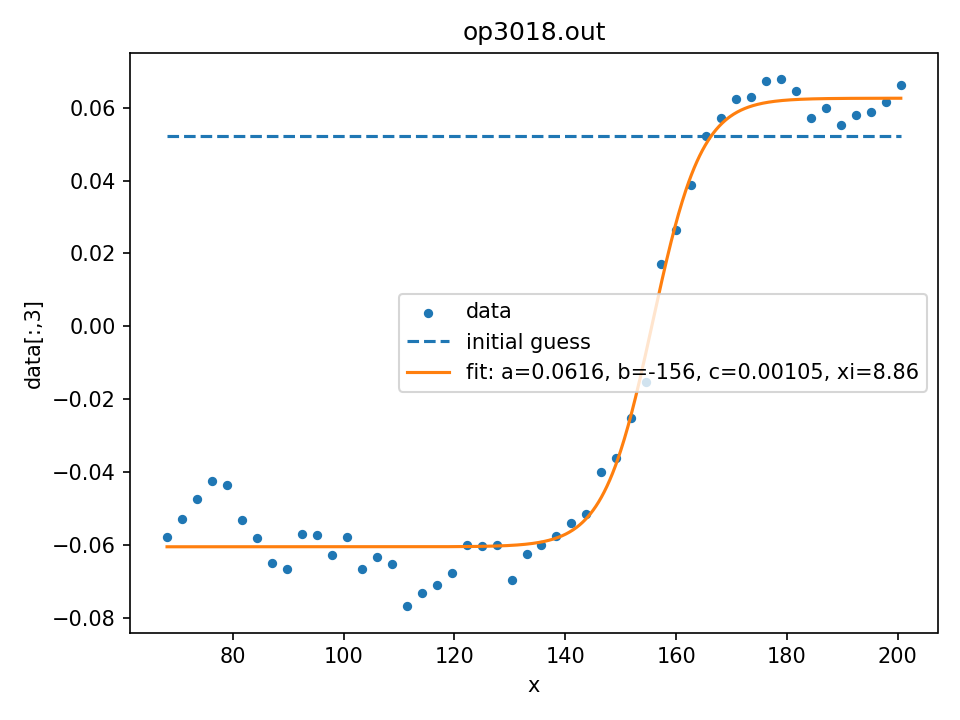 op3018.out
0.06
0.04
0.02
0.00
−0.02
−0.04
−0.06
−0.08
data[:,3]
data
initial guess
fit: a=0.0616, b=-156, c=0.00105, xi=8.86
80 100 120 140 160 180 200
x